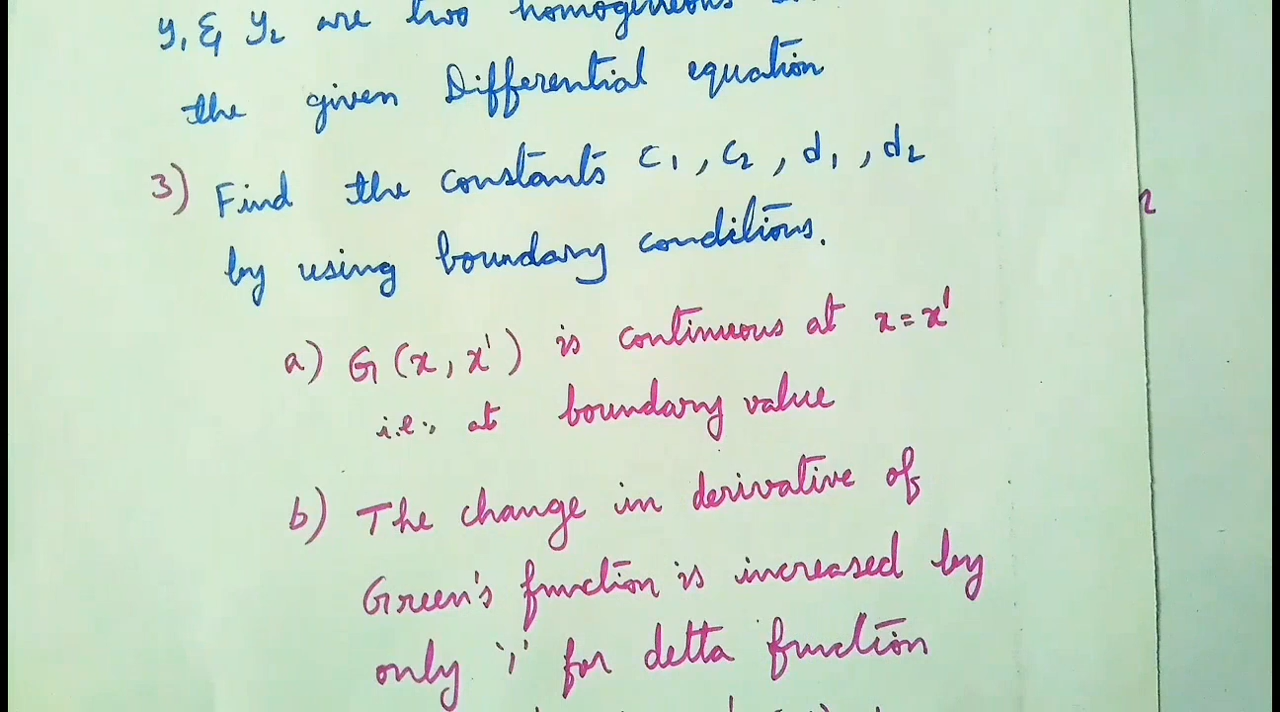 y₁ & y₂ are two homogeneous
the given Differential equation
3) Find the constants c₁, c₂, d₁, d₂
by using boundary conditions.
a) G(x, x') is continuous at x = x'
i.e., at boundary value
b) The change in derivative of
Green's function is increased by
only '1' for delta function